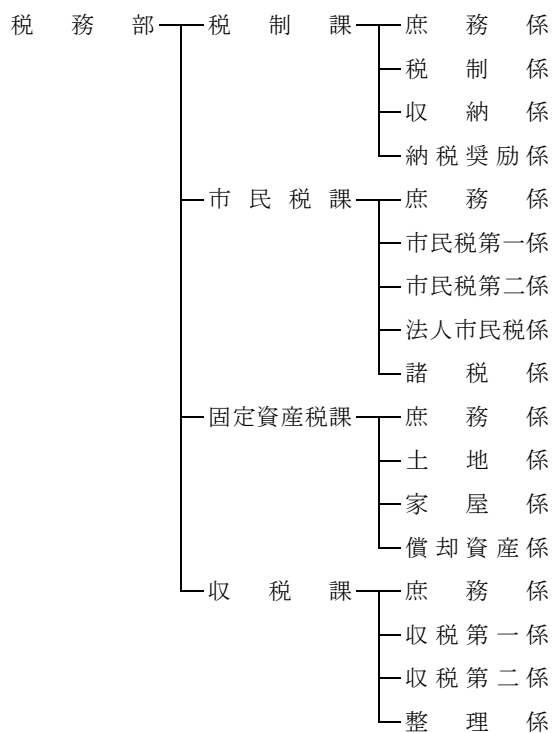 税務部 税制課 庶務係
税制係
収納係
納税奨励係
市民税課 庶務係
市民税第一係
市民税第二係
法人市民税係
諸税係
固定資産税課 庶務係
土地係
家屋係
償却資産係
収税課 庶務係
収税第一係
収税第二係
整理係